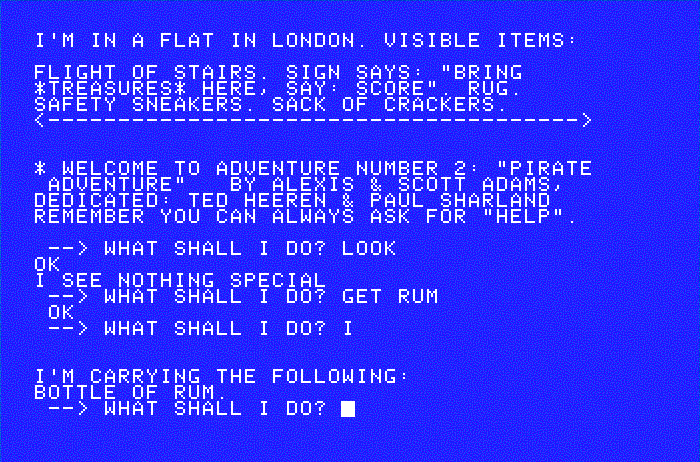 I'M IN A FLAT IN LONDON. VISIBLE ITEMS:
FLIGHT OF STAIRS. SIGN SAYS: "BRING
*TREASURES* HERE, SAY: SCORE". RUG.
SAFETY SNEAKERS. SACK OF CRACKERS.
<--------------------------------------->
* WELCOME TO ADVENTURE NUMBER 2: "PIRATE
ADVENTURE"  BY ALEXIS & SCOTT ADAMS,
DEDICATED: TED HEEREN & PAUL SHARLAND
REMEMBER YOU CAN ALWAYS ASK FOR "HELP".
--> WHAT SHALL I DO? LOOK
OK
I SEE NOTHING SPECIAL
--> WHAT SHALL I DO? GET RUM
OK
--> WHAT SHALL I DO? I
I'M CARRYING THE FOLLOWING:
BOTTLE OF RUM.
--> WHAT SHALL I DO?